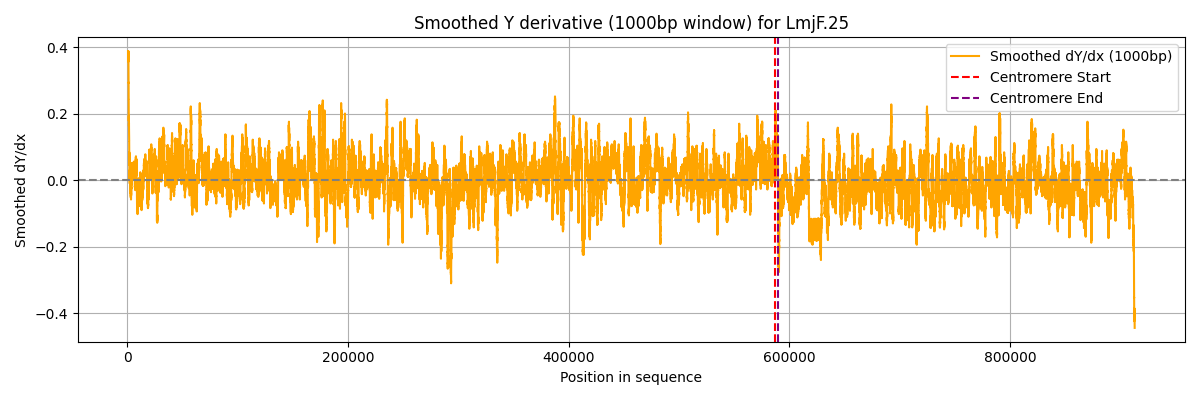 Smoothed Y derivative (1000bp window) for LmjF.25
Smoothed dY/dx
0.4
0.2
0.0
−0.2
−0.4
Smoothed dY/dx (1000bp)
Centromere Start
Centromere End
0
200000
400000
600000
800000
Position in sequence